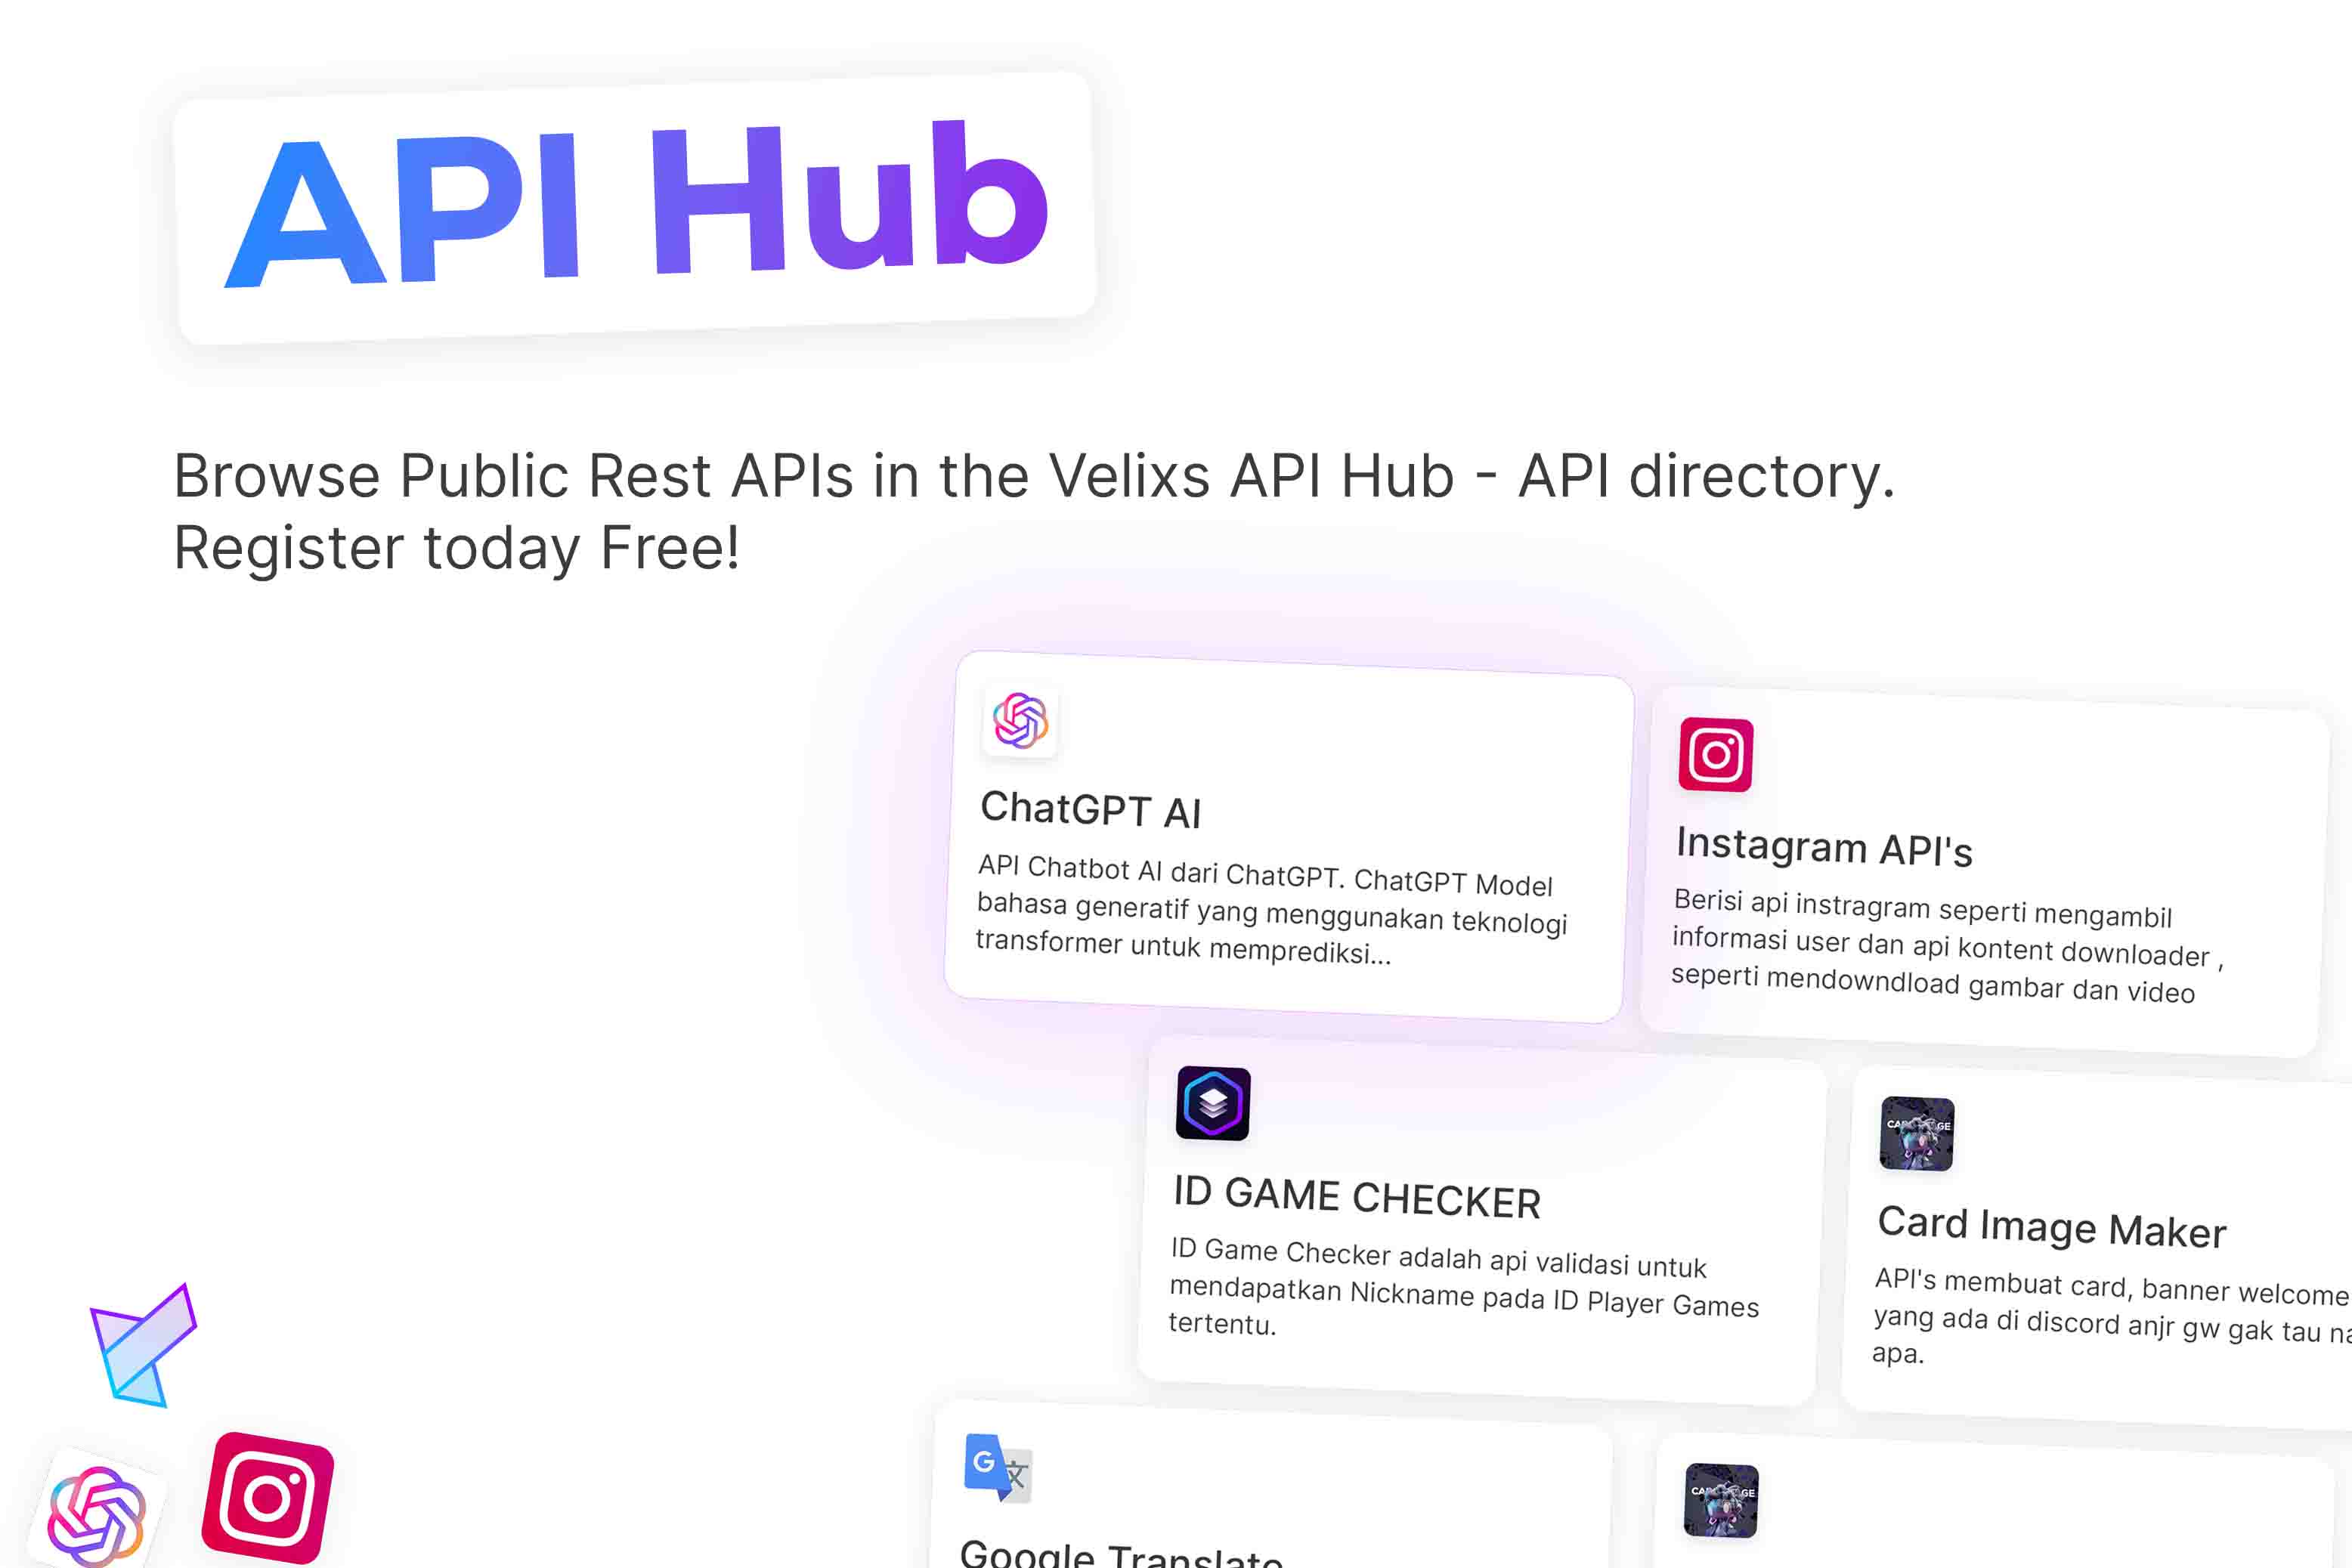 API Hub
Browse Public Rest APIs in the Velixs API Hub - API directory.
Register today Free!
ChatGPT AI
API Chatbot AI dari ChatGPT. ChatGPT Model
bahasa generatif yang menggunakan teknologi
transformer untuk memprediksi...
Instagram API's
Berisi api instragram seperti mengambil
informasi user dan api kontent downloader ,
seperti mendowndload gambar dan video
ID GAME CHECKER
ID Game Checker adalah api validasi untuk
mendapatkan Nickname pada ID Player Games
tertentu.
Card Image Maker
API's membuat card, banner welcome
yang ada di discord anjr gw gak tau
apa.
G 文
Google Translate